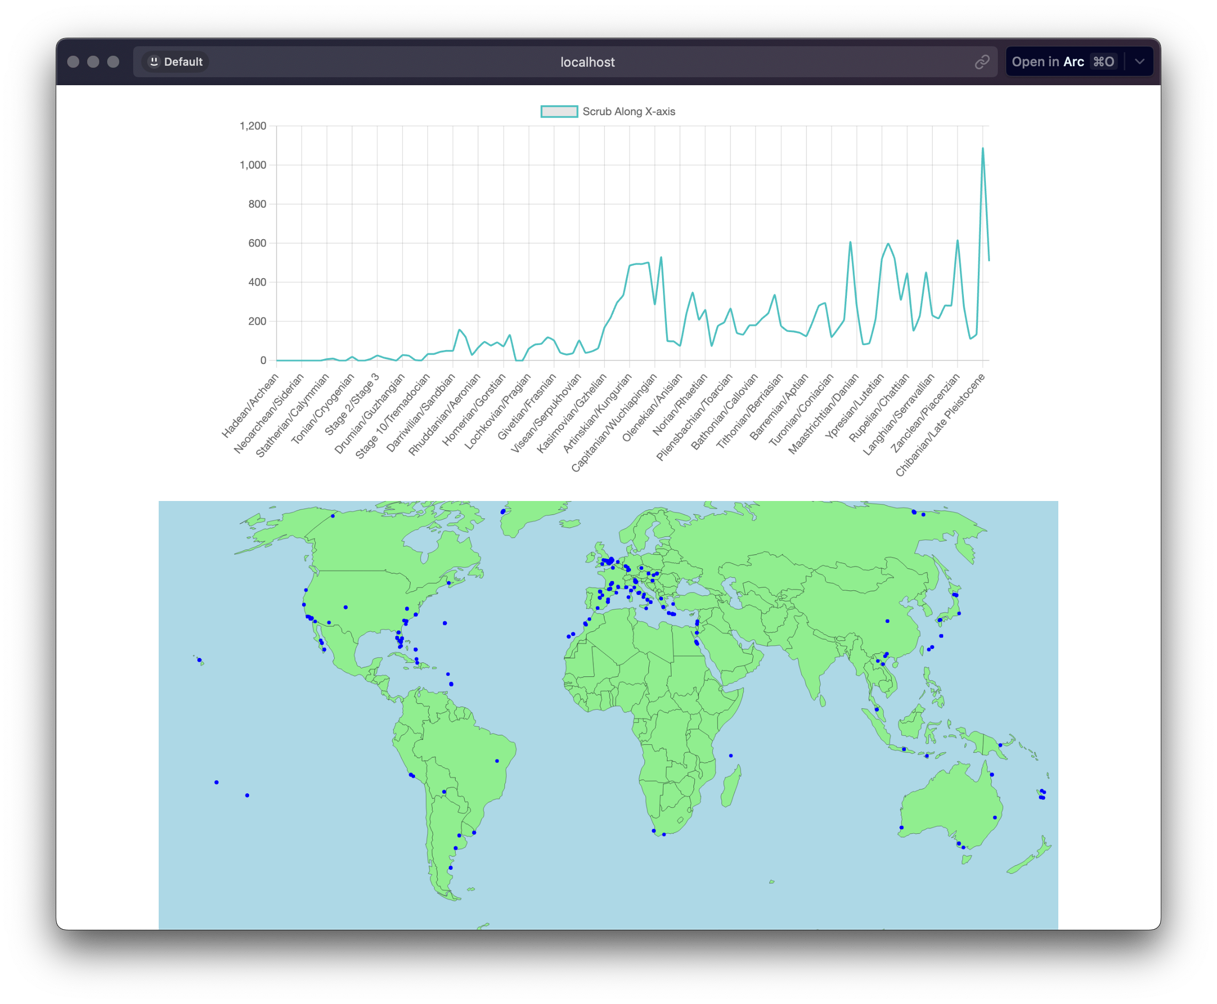 Default
localhost
Open in Arc ⌘O
Scrub Along X-axis
1,200
1,000
800
600
400
200
0
Hadean/Archean
Neoarchean/Siderian
Statherian/Calymmian
Tonian/Cryogenian
Stage 2/Stage 3
Drumian/Guzhangian
Stage 10/Tremadocian
Darriwilian/Sandbian
Rhuddanian/Aeronian
Homerian/Gorstian
Lochkovian/Pragian
Givetian/Frasnian
Visean/Serpukhovian
Kasimovian/Gzhelian
Artinskian/Kungurian
Capitanian/Wuchiapingian
Olenekian/Anisian
Norian/Rhaetian
Pliensbachian/Toarcian
Bathonian/Callovian
Tithonian/Berriasian
Barremian/Aptian
Turonian/Coniacian
Maastrichtian/Danian
Ypresian/Lutetian
Rupelian/Chattian
Langhian/Serravallian
Zanclean/Piacenzian
Chibanian/Late Pleistocene